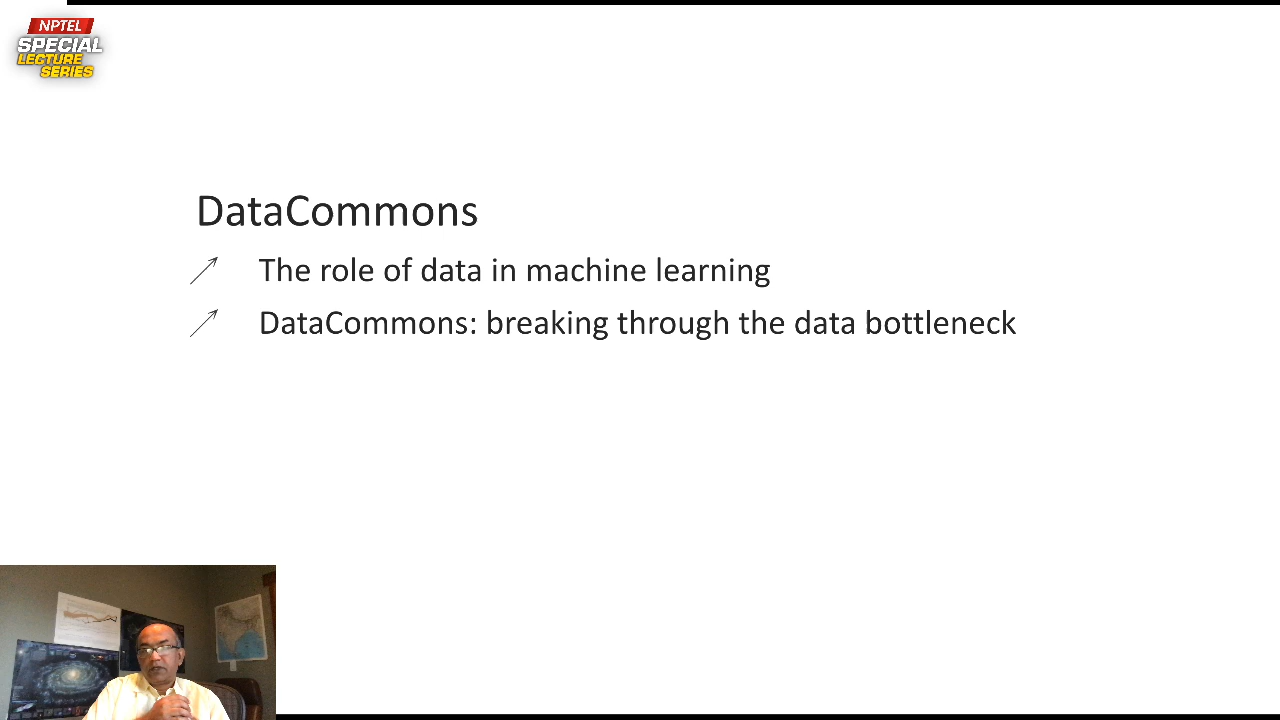 NPTEL
SPECIAL
LECTURE
SERIES
DataCommons
The role of data in machine learning
DataCommons: breaking through the data bottleneck